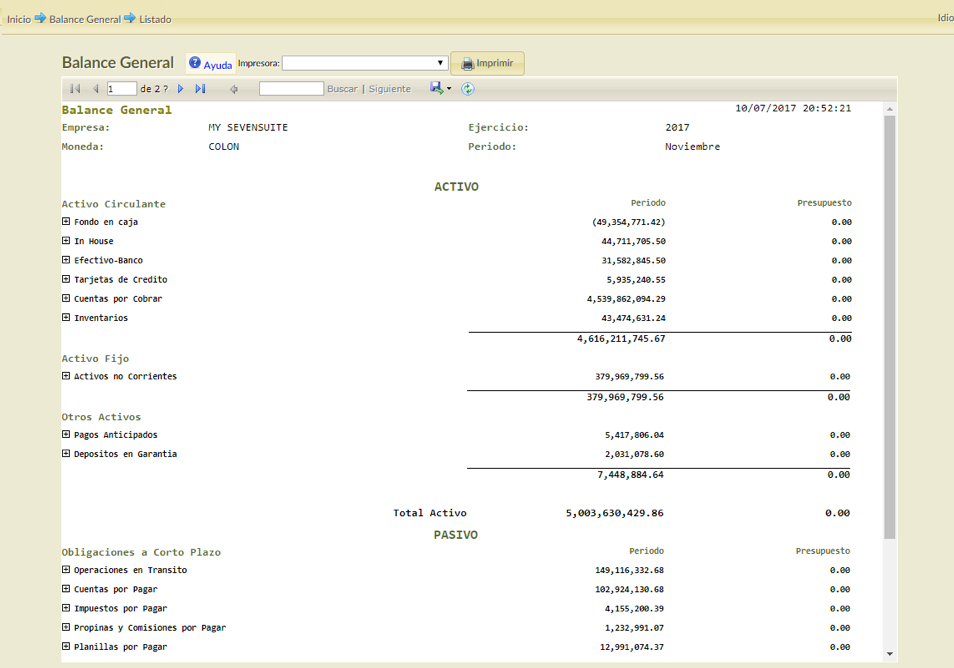 Inicio Balance General Listado Idio
Balance General Ayuda Impresora: Imprimir
1 de 2 ? Buscar | Siguiente
Balance General 10/07/2017 20:52:21
Empresa: MY SEVENSUITE Ejercicio: 2017
Moneda: COLON Periodo: Noviembre
ACTIVO
Activo Circulante Periodo Presupuesto
Fondo en caja (49,354,771.42) 0.00
In House 44,711,705.50 0.00
Efectivo-Banco 31,582,845.50 0.00
Tarjetas de Credito 5,935,240.55 0.00
Cuentas por Cobrar 4,539,862,094.29 0.00
Inventarios 43,474,631.24 0.00
4,616,211,745.67 0.00
Activo Fijo
Activos no Corrientes 379,969,799.56 0.00
379,969,799.56 0.00
Otros Activos
Pagos Anticipados 5,417,806.04 0.00
Depositos en Garantia 2,031,078.60 0.00
7,448,884.64 0.00
Total Activo 5,003,630,429.86 0.00
PASIVO
Obligaciones a Corto Plazo Periodo Presupuesto
Operaciones en Transito 149,116,332.68 0.00
Cuentas por Pagar 102,924,130.68 0.00
Impuestos por Pagar 4,155,200.39 0.00
Propinas y Comisiones por Pagar 1,232,991.07 0.00
Planillas por Pagar 12,991,074.37 0.00